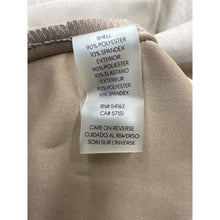 SHELL:
90% POLYESTER
10% SPANDEX
EXTERIOR:
90% POLIESTER
10% ELASTANO
EXTÉRIEUR:
90% POLYESTER
10% SPANDEX
RN# 54163
CA# 57151
CARE ON REVERSE
CUIDADO AL REVERSO
SOIN SUR L'INVERSE